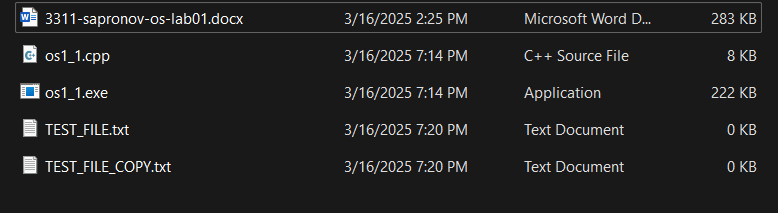 3311-sapronov-os-lab01.docx 3/16/2025 2:25 PM Microsoft Word D... 283 KB
os1_1.cpp 3/16/2025 7:14 PM C++ Source File 8 KB
os1_1.exe 3/16/2025 7:14 PM Application 222 KB
TEST_FILE.txt 3/16/2025 7:20 PM Text Document 0 KB
TEST_FILE_COPY.txt 3/16/2025 7:20 PM Text Document 0 KB